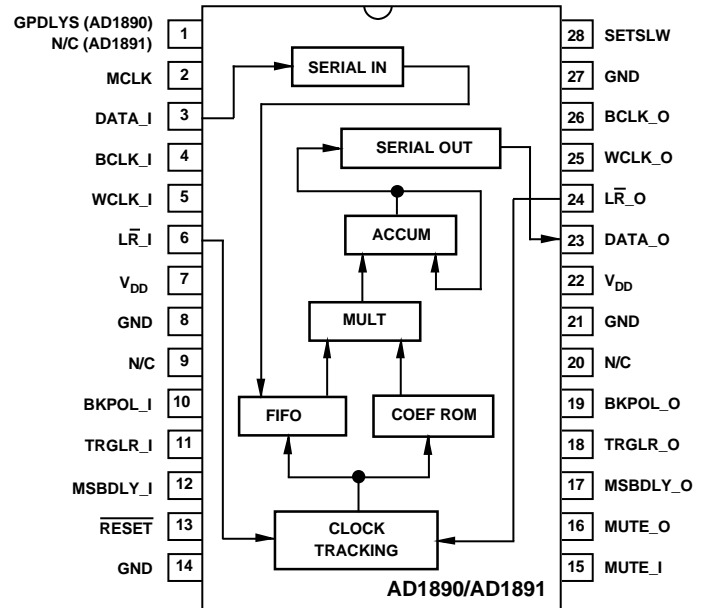 GPDLYS (AD1890)
N/C (AD1891)
1
MCLK
2
DATA_I
3
BCLK_I
4
WCLK_I
5
LR̅_I
6
V_DD
7
GND
8
N/C
9
BKPOL_I
10
TRGLR_I
11
MSBDLY_I
12
R̅E̅S̅E̅T̅
13
GND
14
SERIAL IN
SERIAL OUT
ACCUM
MULT
FIFO
COEF ROM
CLOCK
TRACKING
AD1890/AD1891
28
SETSLW
27
GND
26
BCLK_O
25
WCLK_O
24
LR̅_O
23
DATA_O
22
V_DD
21
GND
20
N/C
19
BKPOL_O
18
TRGLR_O
17
MSBDLY_O
16
MUTE_O
15
MUTE_I